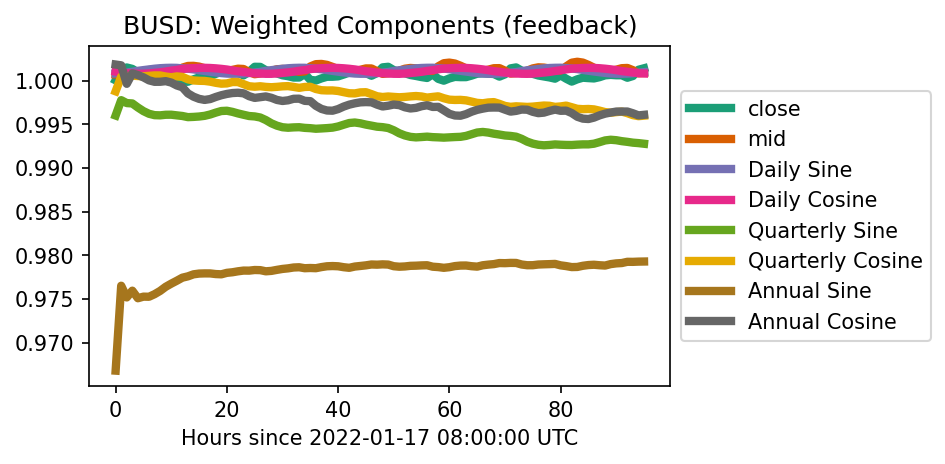 BUSD: Weighted Components (feedback)
1.000
0.995
0.990
0.985
0.980
0.975
0.970
0
20
40
60
80
Hours since 2022-01-17 08:00:00 UTC
close
mid
Daily Sine
Daily Cosine
Quarterly Sine
Quarterly Cosine
Annual Sine
Annual Cosine